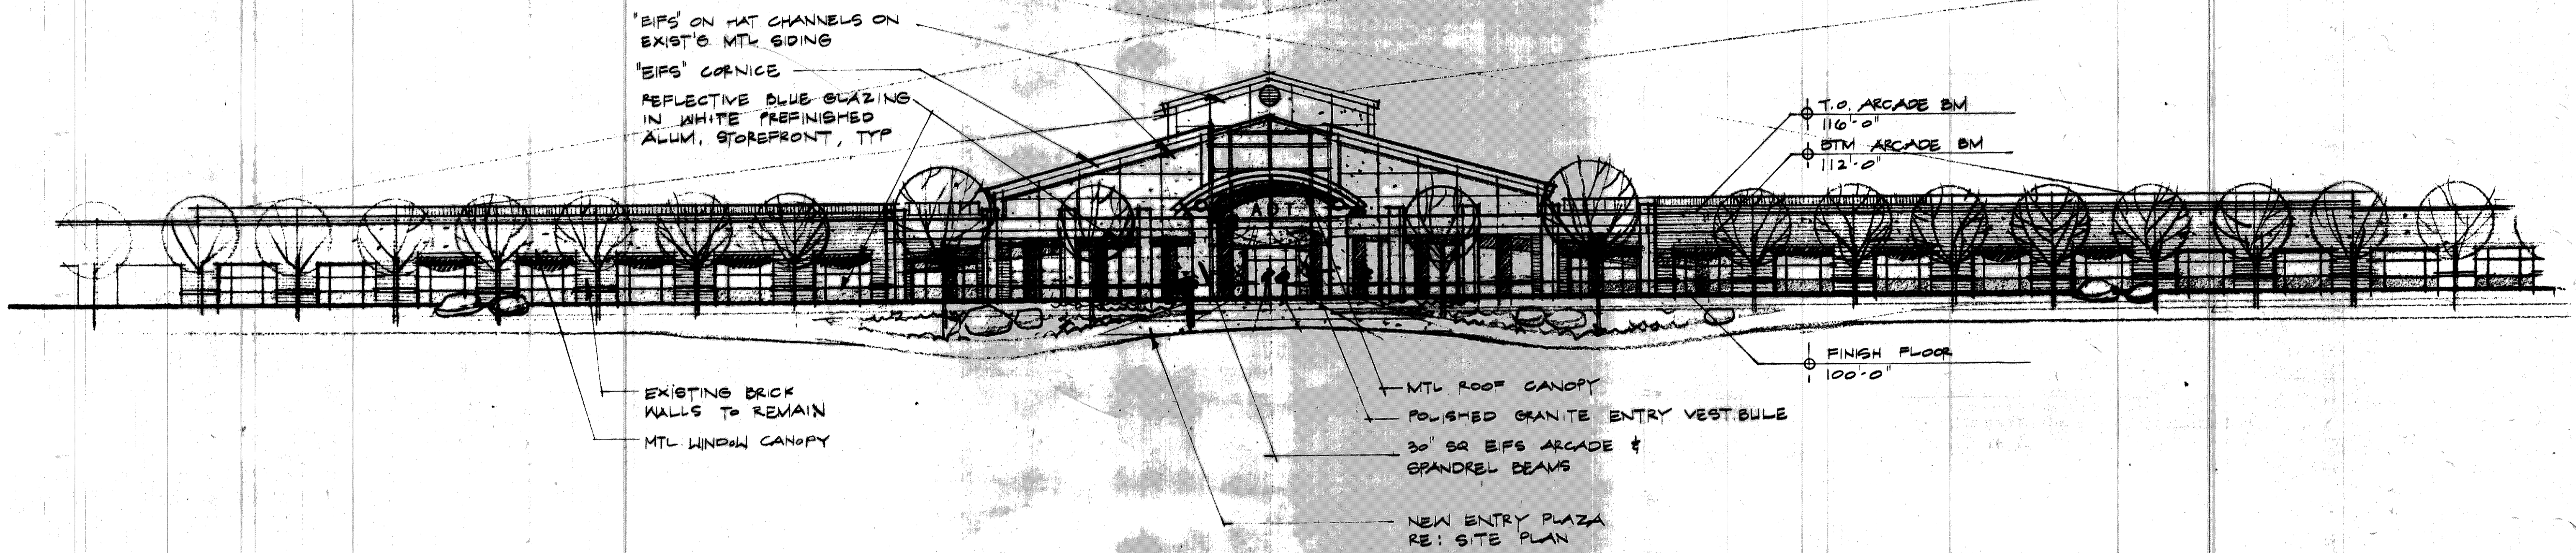 "EIFS" ON HAT CHANNELS ON
EXIST'G MTL SIDING
"EIFS" CORNICE
REFLECTIVE BLUE GLAZING
IN WHITE PREFINISHED
ALUM. STOREFRONT, TYP
T.O. ARCADE BM
116'-0"
BTM ARCADE BM
112'-0"
ADT
EXISTING BRICK
WALLS TO REMAIN
MTL WINDOW CANOPY
FINISH FLOOR
100'-0"
MTL ROOF CANOPY
POLISHED GRANITE ENTRY VESTIBULE
30" SQ EIFS ARCADE &
SPANDREL BEAMS
NEW ENTRY PLAZA
RE: SITE PLAN